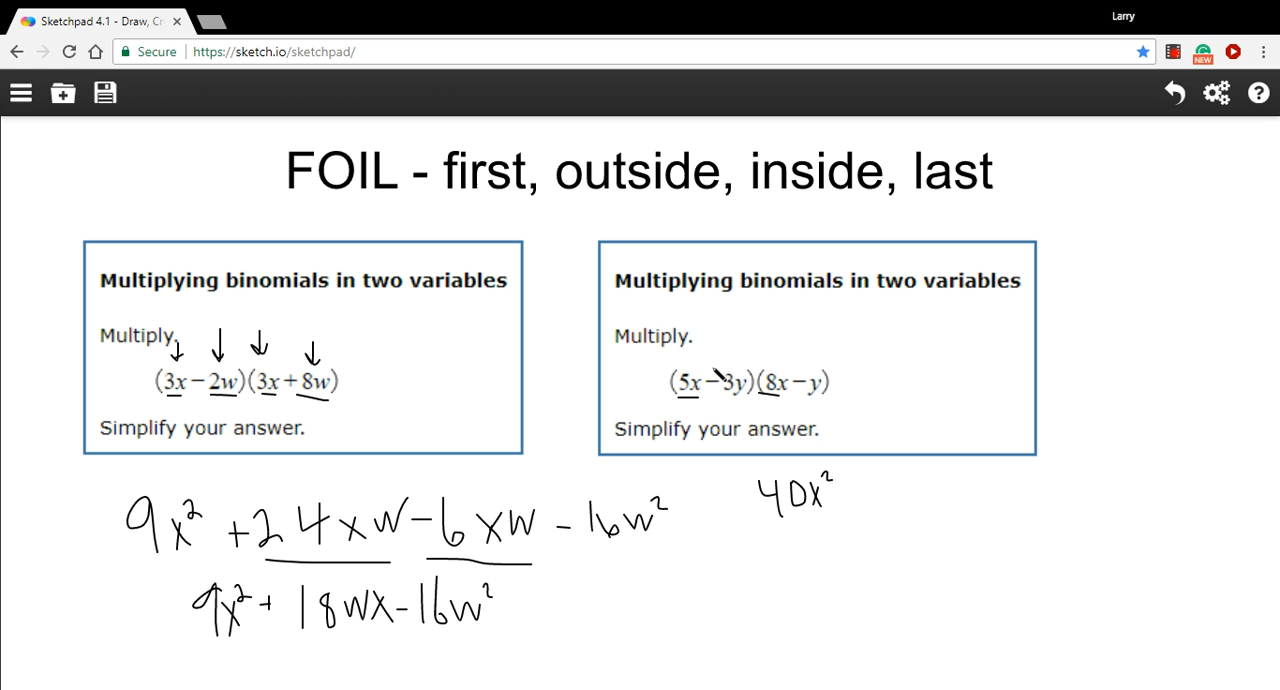 Larry
Sketchpad 4.1 - Draw, Cr
Secure | https://sketch.io/sketchpad/
NEW
FOIL - first, outside, inside, last
Multiplying binomials in two variables
Multiply.
(3x − 2w)(3x + 8w)
Simplify your answer.
Multiplying binomials in two variables
Multiply.
(5x − 3y)(8x − y)
Simplify your answer.
9x² + 24xw − 6xw − 16w²
9x² + 18wx − 16w²
40x²